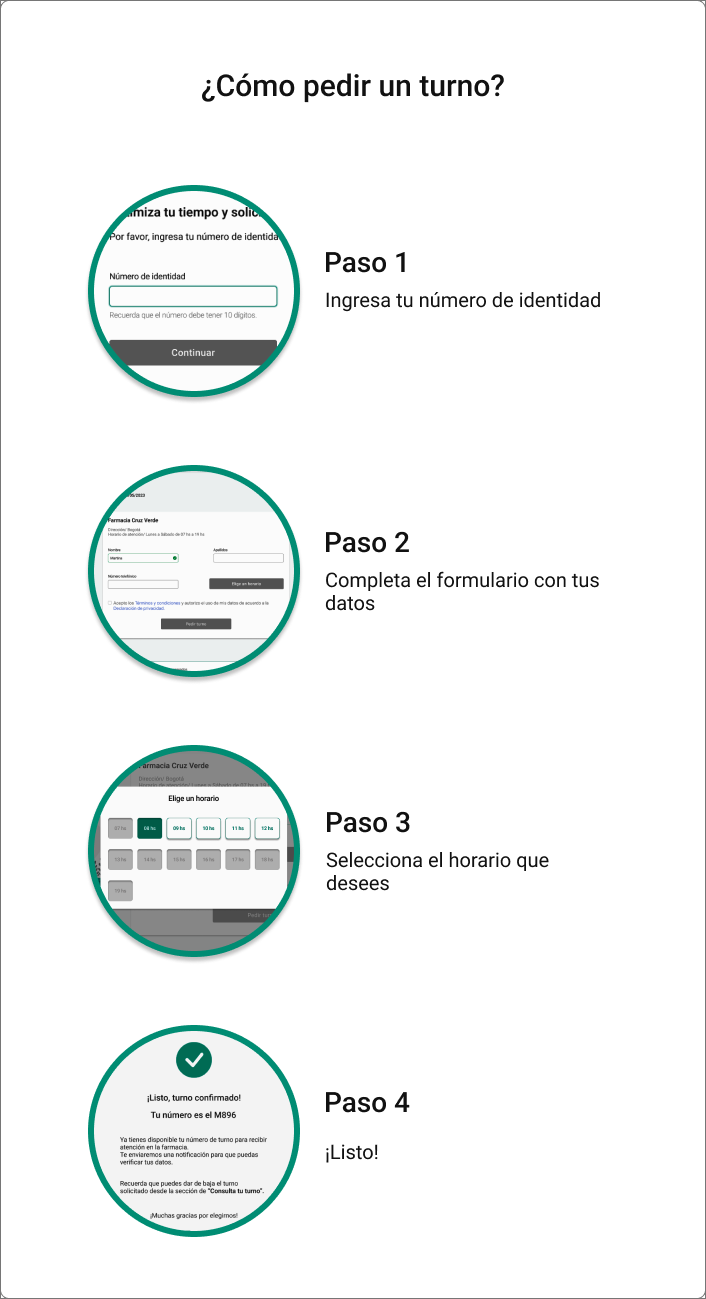 ¿Cómo pedir un turno?
imiza tu tiempo y solic
Por favor, ingresa tu número de identida
Número de identidad
Recuerda que el número debe tener 10 dígitos.
Continuar
Paso 1
Ingresa tu número de identidad
/05/2023
Farmacia Cruz Verde
Dirección/ Bogotá
Horario de atención/ Lunes a Sábado de 07 hs a 19 hs
Nombre
Apellidos
Martina
Número telefónico
Elige un horario
Acepto los Términos y condiciones y autorizo el uso de mis datos de acuerdo a la
Declaración de privacidad.
Pedir turno
Paso 2
Completa el formulario con tus
datos
Farmacia Cruz Verde
Dirección/ Bogotá
Horario de atención/ Lunes a Sábado de 07 hs a 19
Elige un horario
07 hs 08 hs 09 hs 10 hs 11 hs 12 hs
13 hs 14 hs 15 hs 16 hs 17 hs 18 hs
19 hs
Pedir tur
Paso 3
Selecciona el horario que
desees
¡Listo, turno confirmado!
Tu número es el M896
Ya tienes disponible tu número de turno para recibir
atención en la farmacia.
Te enviaremos una notificación para que puedas
verificar tus datos.
Recuerda que puedes dar de baja el turno
solicitado desde la sección de "Consulta tu turno".
¡Muchas gracias por elegirnos!
Paso 4
¡Listo!